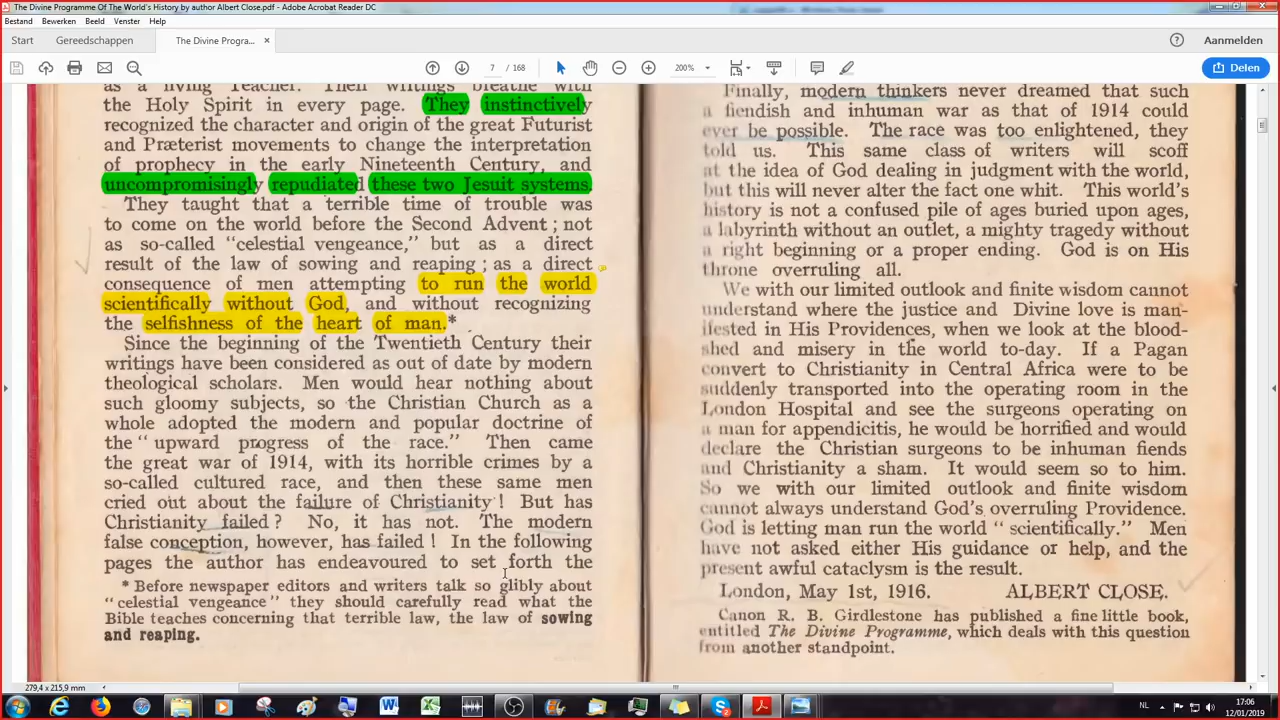 The Divine Programme Of The World's History by author Albert Close.pdf - Adobe Acrobat Reader DC
Bestand Bewerken Beeld Venster Help
Start Gereedschappen The Divine Progra... ×
Aanmelden
7 / 168
200%
Delen
as a living Teacher. Their writings breathe with
the Holy Spirit in every page. They instinctively
recognized the character and origin of the great Futurist
and Præterist movements to change the interpretation
of prophecy in the early Nineteenth Century, and
uncompromisingly repudiated these two Jesuit systems.
They taught that a terrible time of trouble was
to come on the world before the Second Advent; not
as so-called “celestial vengeance,” but as a direct
result of the law of sowing and reaping; as a direct
consequence of men attempting to run the world
scientifically without God, and without recognizing
the selfishness of the heart of man.*
Since the beginning of the Twentieth Century their
writings have been considered as out of date by modern
theological scholars. Men would hear nothing about
such gloomy subjects, so the Christian Church as a
whole adopted the modern and popular doctrine of
the “upward progress of the race.” Then came
the great war of 1914, with its horrible crimes by a
so-called cultured race, and then these same men
cried out about the failure of Christianity! But has
Christianity failed? No, it has not. The modern
false conception, however, has failed! In the following
pages the author has endeavoured to set forth the
* Before newspaper editors and writers talk so glibly about
“celestial vengeance” they should carefully read what the
Bible teaches concerning that terrible law, the law of sowing
and reaping.
Finally, modern thinkers never dreamed that such
a fiendish and inhuman war as that of 1914 could
ever be possible. The race was too enlightened, they
told us. This same class of writers will scoff
at the idea of God dealing in judgment with the world,
but this will never alter the fact one whit. This world's
history is not a confused pile of ages buried upon ages,
a labyrinth without an outlet, a mighty tragedy without
a right beginning or a proper ending. God is on His
throne overruling all.
We with our limited outlook and finite wisdom cannot
understand where the justice and Divine love is man-
ifested in His Providences, when we look at the blood-
shed and misery in the world to-day. If a Pagan
convert to Christianity in Central Africa were to be
suddenly transported into the operating room in the
London Hospital and see the surgeons operating on
a man for appendicitis, he would be horrified and would
declare the Christian surgeons to be inhuman fiends
and Christianity a sham. It would seem so to him.
So we with our limited outlook and finite wisdom
cannot always understand God's overruling Providence.
God is letting man run the world “scientifically.” Men
have not asked either His guidance or help, and the
present awful cataclysm is the result.
London, May 1st, 1916. ALBERT CLOSE.
Canon R. B. Girdlestone has published a fine little book,
entitled The Divine Programme, which deals with this question
from another standpoint.
279,4 x 215,9 mm
NL
17:06
12/01/2019